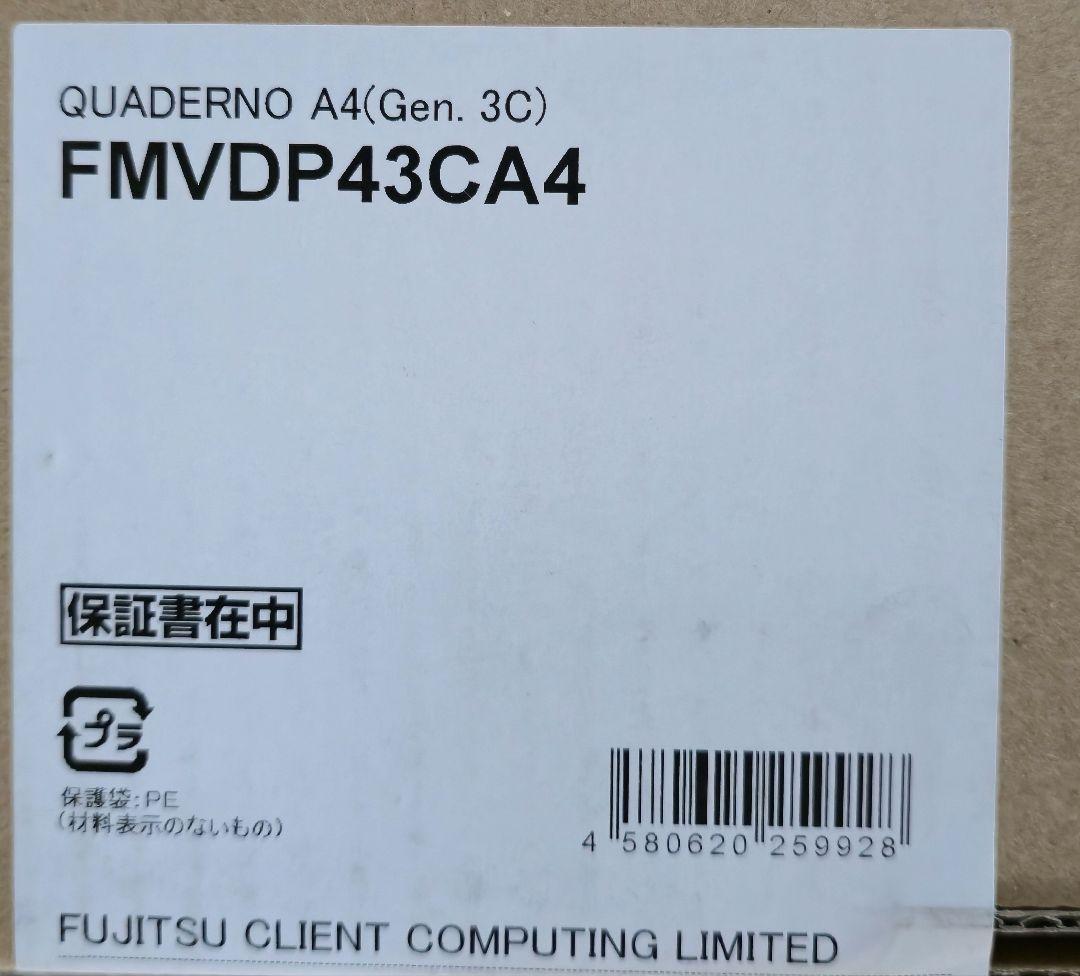 QUADERNO A4(Gen. 3C)
FMVDP43CA4
保証書在中
プラ
保護袋:PE
(材料表示のないもの)
4 580620 259928
FUJITSU CLIENT COMPUTING LIMITED